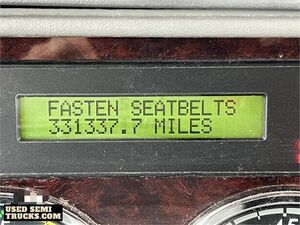 FASTEN SEATBELTS
331337.7 MILES
USED SEMI
TRUCKS.COM